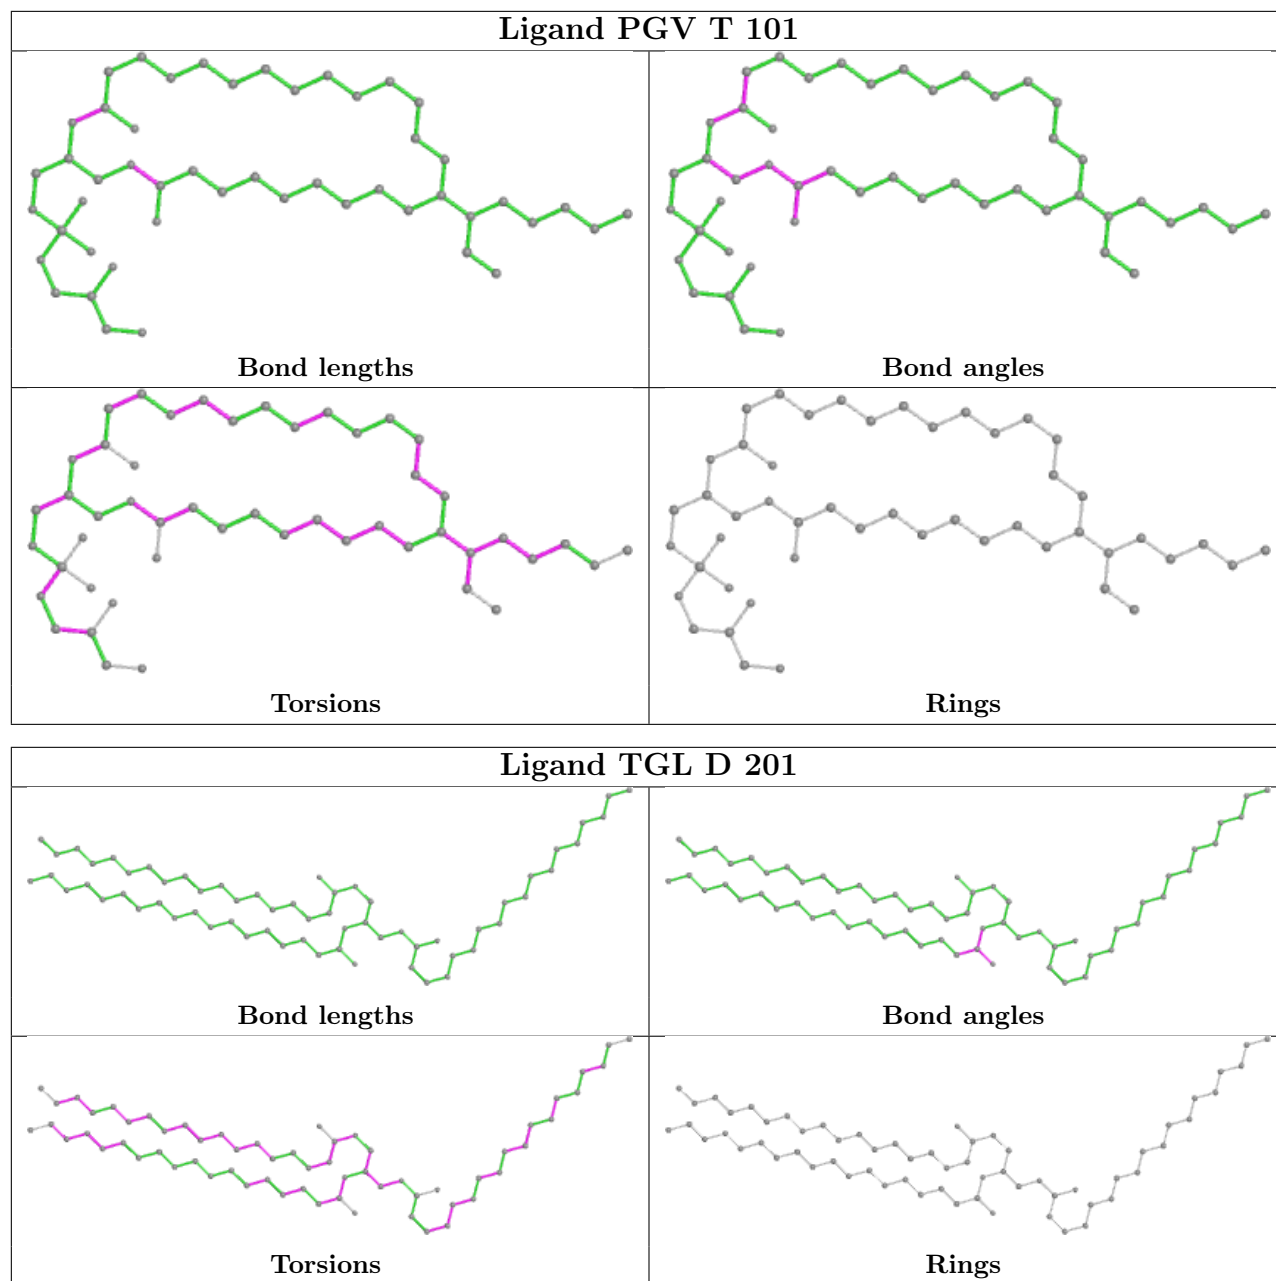 Ligand PGV T 101
Bond lengths
Bond angles
Torsions
Rings
Ligand TGL D 201
Bond lengths
Bond angles
Torsions
Rings